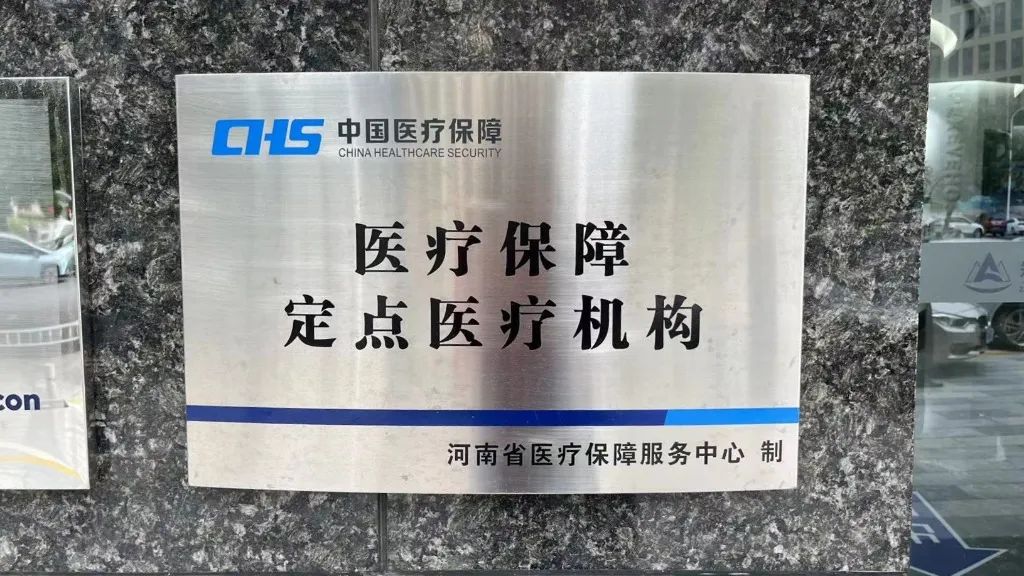 CHS 中国医疗保障
CHINA HEALTHCARE SECURITY
医疗保障
定点医疗机构
河南省医疗保障服务中心 制
con